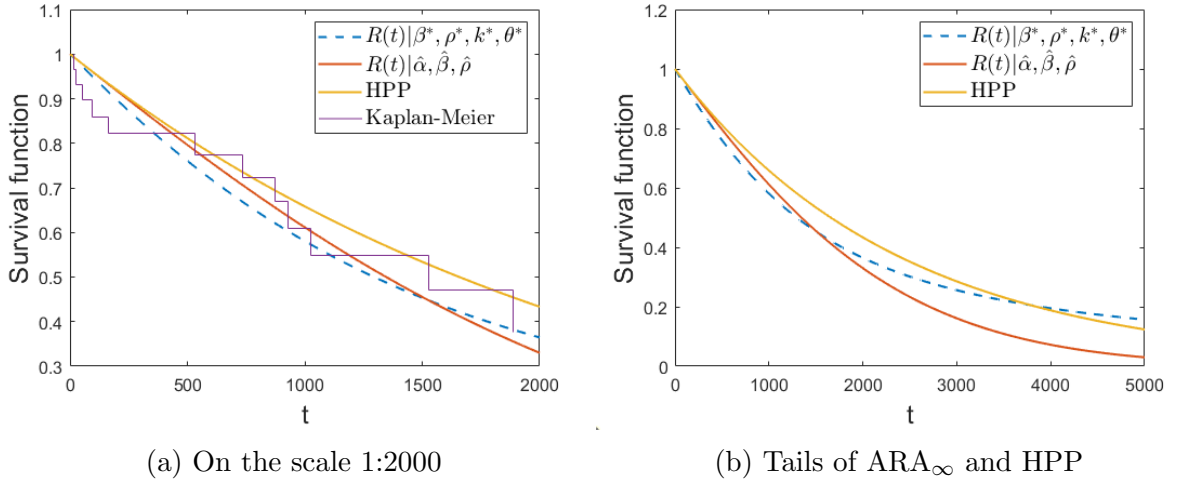 1.1
1
0.9
0.8
0.7
0.6
0.5
0.4
0.3
0
500
1000
1500
2000
Survival function
t
R(t)|β*, ρ*, k*, θ*
R(t)|α̂, β̂, ρ̂
HPP
Kaplan-Meier
(a) On the scale 1:2000
1.2
1
0.8
0.6
0.4
0.2
0
0
1000
2000
3000
4000
5000
Survival function
t
R(t)|β*, ρ*, k*, θ*
R(t)|α̂, β̂, ρ̂
HPP
(b) Tails of ARA∞ and HPP